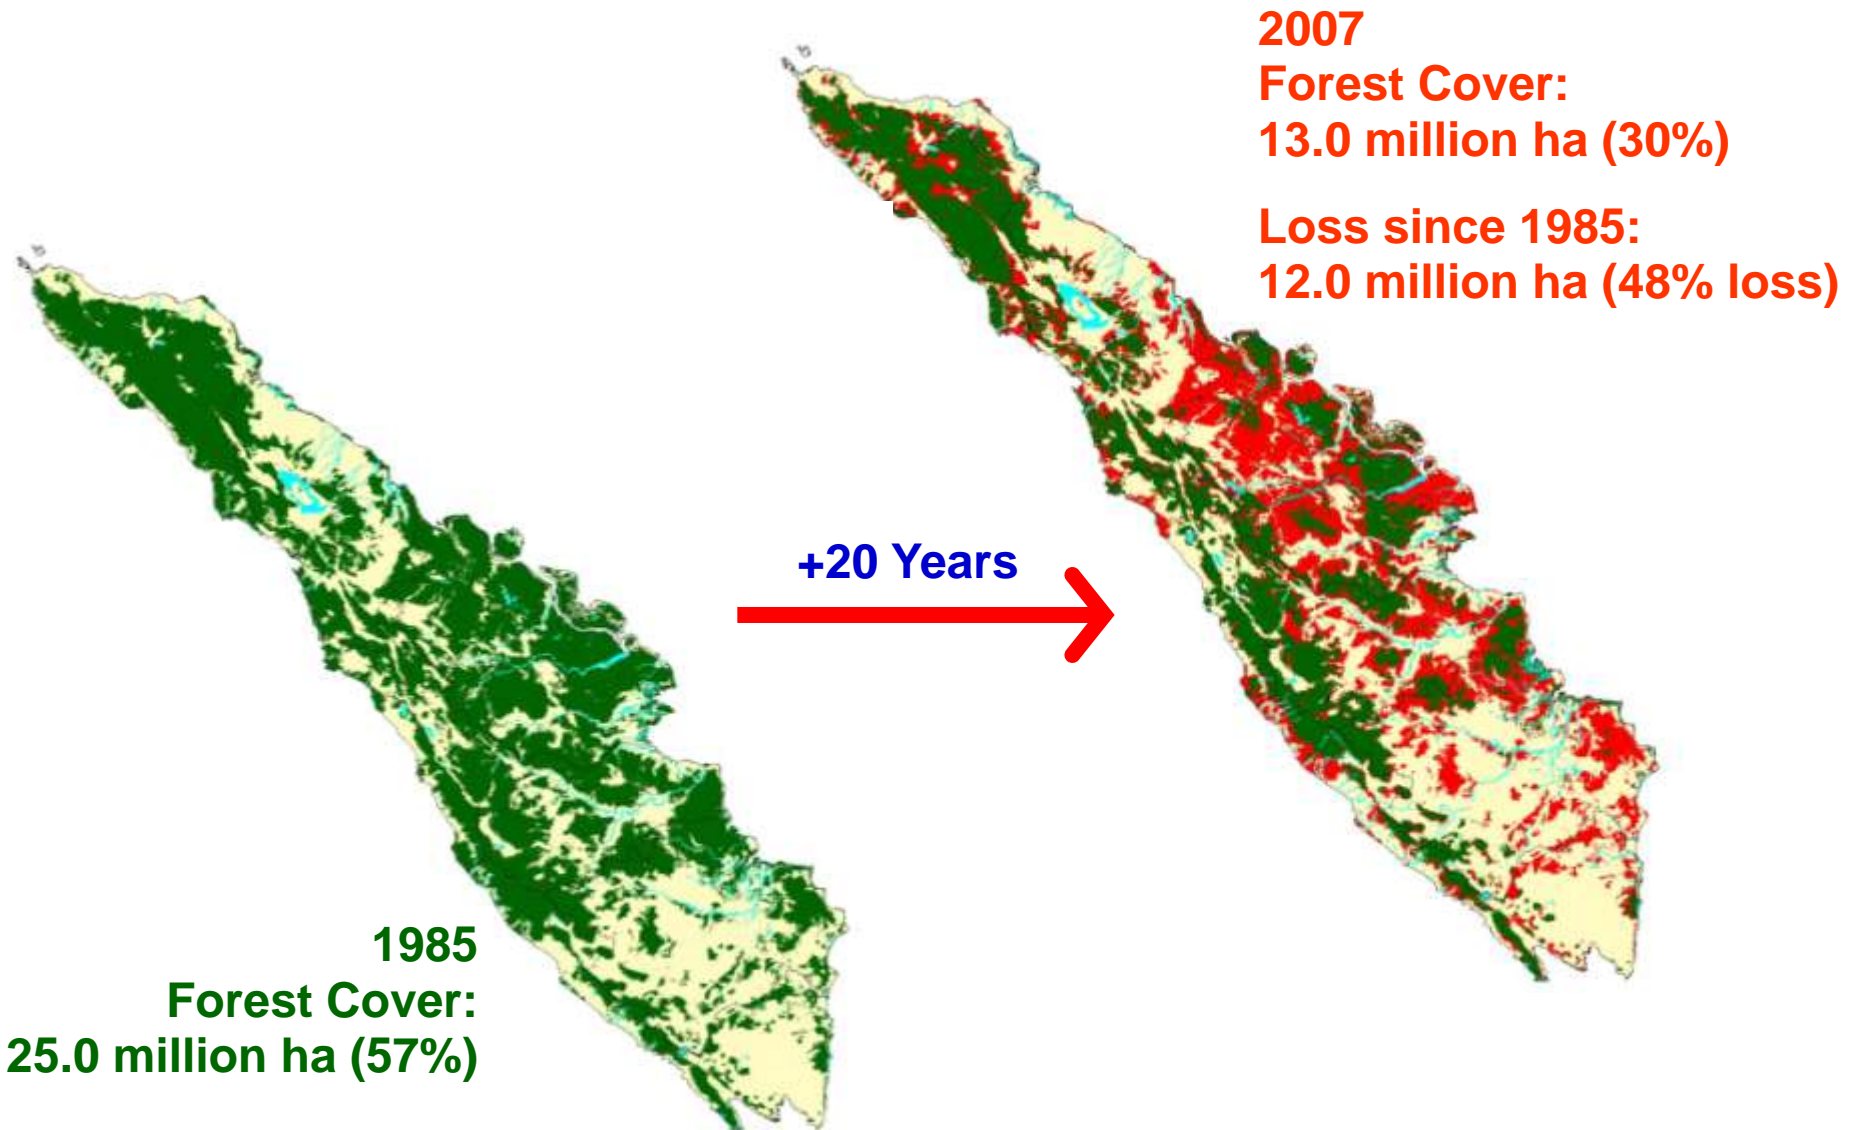 2007
Forest Cover:
13.0 million ha (30%)
Loss since 1985:
12.0 million ha (48% loss)
+20 Years
1985
Forest Cover:
25.0 million ha (57%)